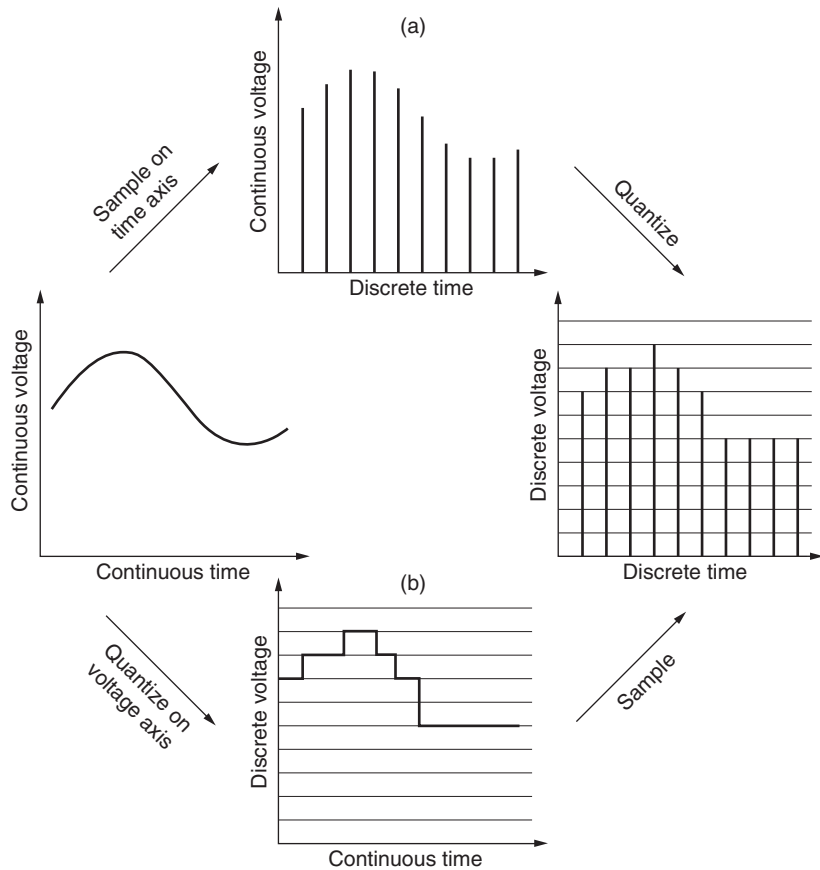 (a)
Continuous voltage
Discrete time
Sample on
time axis
Quantize
Continuous voltage
Continuous time
Discrete voltage
Discrete time
(b)
Quantize on
voltage axis
Discrete voltage
Continuous time
Sample